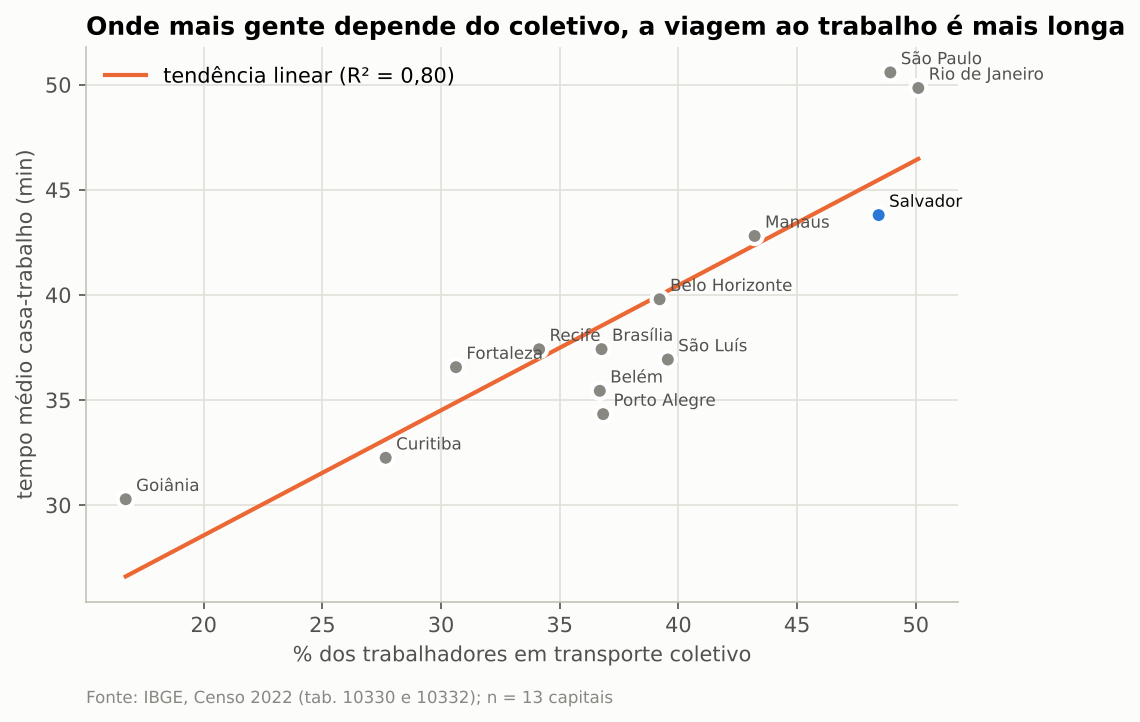 Onde mais gente depende do coletivo, a viagem ao trabalho é mais longa
tendência linear (R² = 0,80)
São Paulo
Rio de Janeiro
Salvador
Manaus
Belo Horizonte
Recife
Brasília
São Luís
Fortaleza
Belém
Porto Alegre
Curitiba
Goiânia
50
45
40
35
30
tempo médio casa-trabalho (min)
20
25
30
35
40
45
50
% dos trabalhadores em transporte coletivo
Fonte: IBGE, Censo 2022 (tab. 10330 e 10332); n = 13 capitais